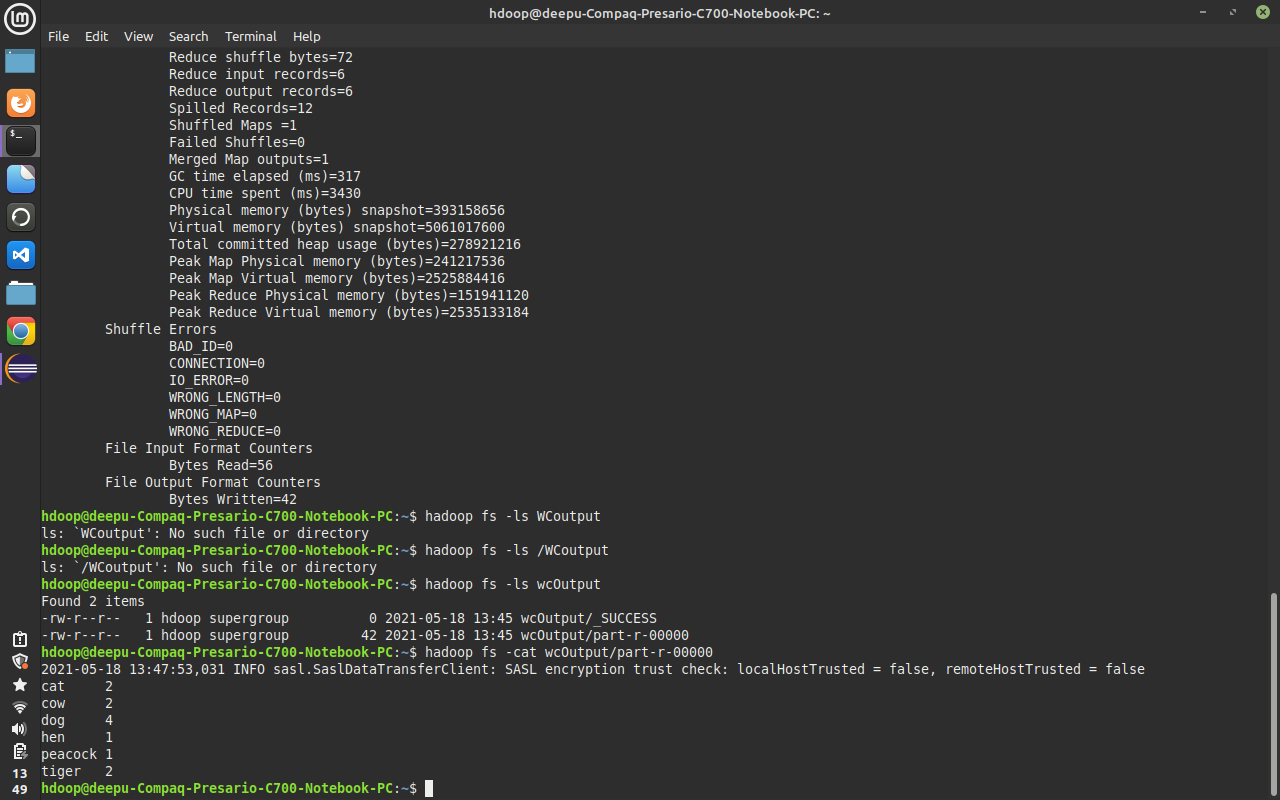 hdoop@deepu-Compaq-Presario-C700-Notebook-PC: ~
File Edit View Search Terminal Help
Reduce shuffle bytes=72
Reduce input records=6
Reduce output records=6
Spilled Records=12
Shuffled Maps =1
Failed Shuffles=0
Merged Map outputs=1
GC time elapsed (ms)=317
CPU time spent (ms)=3430
Physical memory (bytes) snapshot=393158656
Virtual memory (bytes) snapshot=5061017600
Total committed heap usage (bytes)=278921216
Peak Map Physical memory (bytes)=241217536
Peak Map Virtual memory (bytes)=2525884416
Peak Reduce Physical memory (bytes)=151941120
Peak Reduce Virtual memory (bytes)=2535133184
Shuffle Errors
BAD_ID=0
CONNECTION=0
IO_ERROR=0
WRONG_LENGTH=0
WRONG_MAP=0
WRONG_REDUCE=0
File Input Format Counters
Bytes Read=56
File Output Format Counters
Bytes Written=42
hdoop@deepu-Compaq-Presario-C700-Notebook-PC:~$ hadoop fs -ls WCoutput
ls: `WCoutput': No such file or directory
hdoop@deepu-Compaq-Presario-C700-Notebook-PC:~$ hadoop fs -ls /WCoutput
ls: `/WCoutput': No such file or directory
hdoop@deepu-Compaq-Presario-C700-Notebook-PC:~$ hadoop fs -ls wcOutput
Found 2 items
-rw-r--r--   1 hdoop supergroup          0 2021-05-18 13:45 wcOutput/_SUCCESS
-rw-r--r--   1 hdoop supergroup         42 2021-05-18 13:45 wcOutput/part-r-00000
hdoop@deepu-Compaq-Presario-C700-Notebook-PC:~$ hadoop fs -cat wcOutput/part-r-00000
2021-05-18 13:47:53,031 INFO sasl.SaslDataTransferClient: SASL encryption trust check: localHostTrusted = false, remoteHostTrusted = false
cat     2
cow     2
dog     4
hen     1
peacock 1
tiger   2
hdoop@deepu-Compaq-Presario-C700-Notebook-PC:~$
lm
$_
13
49